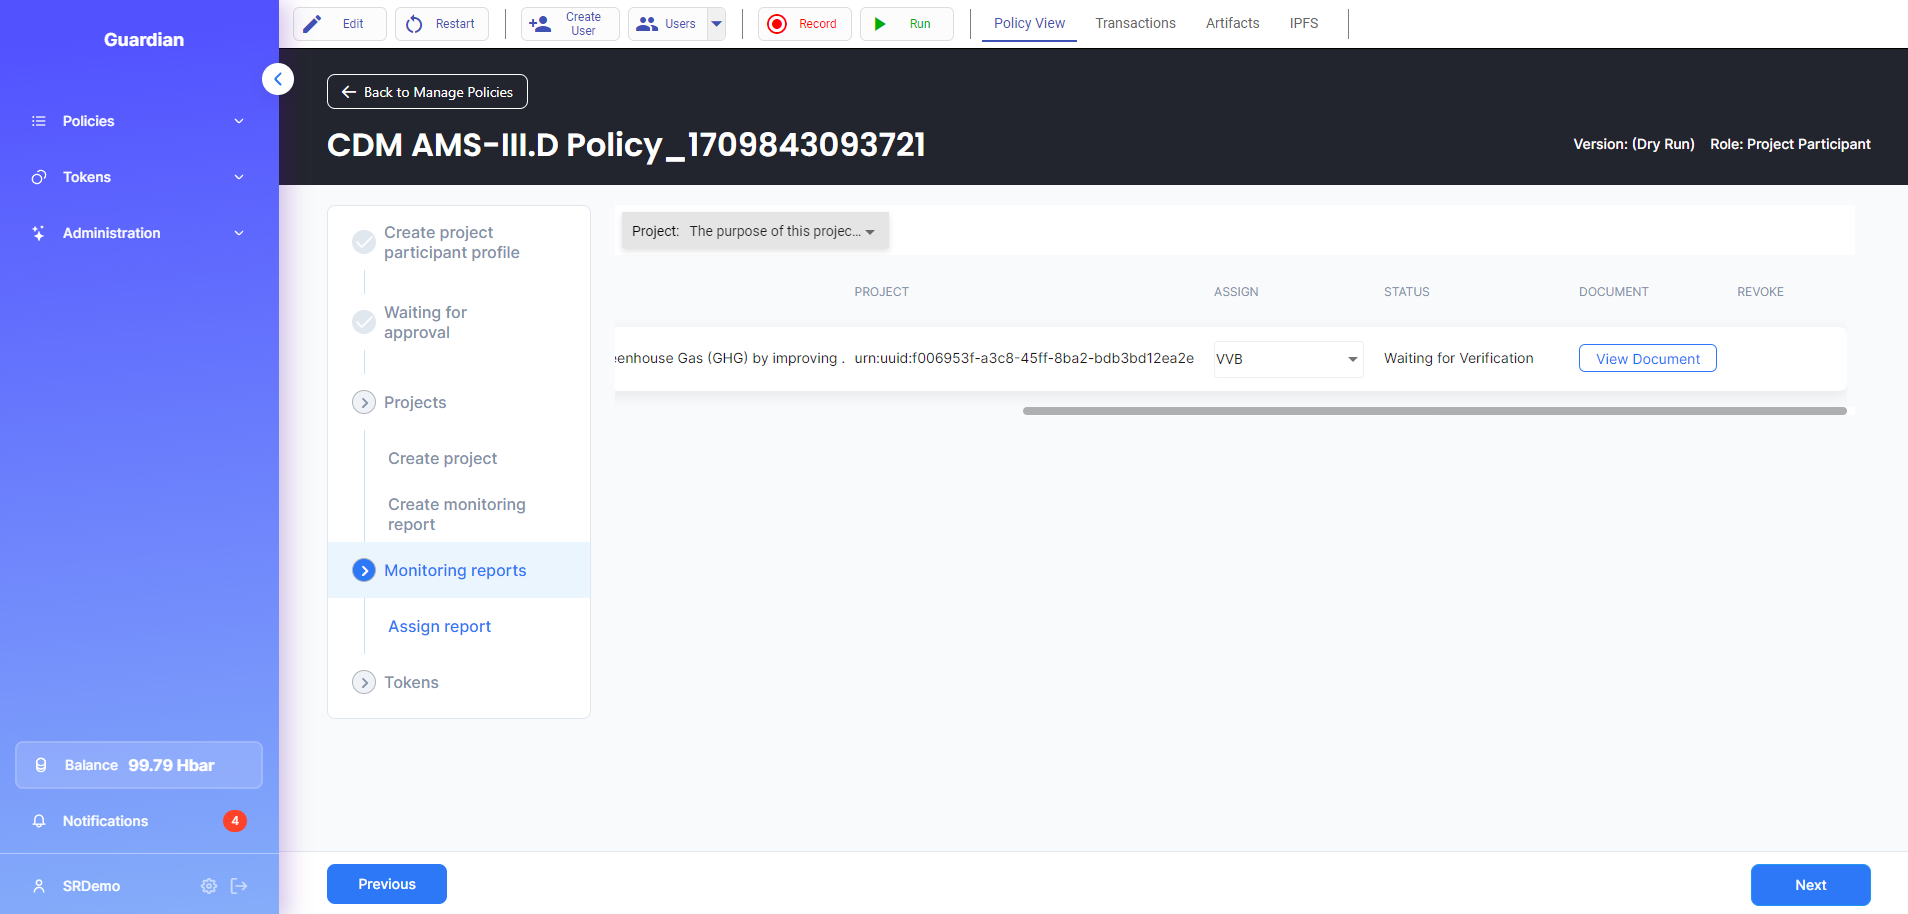 Guardian
Edit
Restart
Create User
Users
Record
Run
Policy View
Transactions
Artifacts
IPFS
Policies
Tokens
Administration
Back to Manage Policies
CDM AMS-III.D Policy_1709843093721
Version: (Dry Run) Role: Project Participant
Create project
participant profile
Waiting for
approval
Projects
Create project
Create monitoring
report
Monitoring reports
Assign report
Tokens
Project: The purpose of this projec...
PROJECT ASSIGN STATUS DOCUMENT REVOKE
enhouse Gas (GHG) by improving . urn:uuid:f006953f-a3c8-45ff-8ba2-bdb3bd12ea2e VVB Waiting for Verification View Document
Balance 99.79 Hbar
Notifications 4
SRDemo
Previous
Next